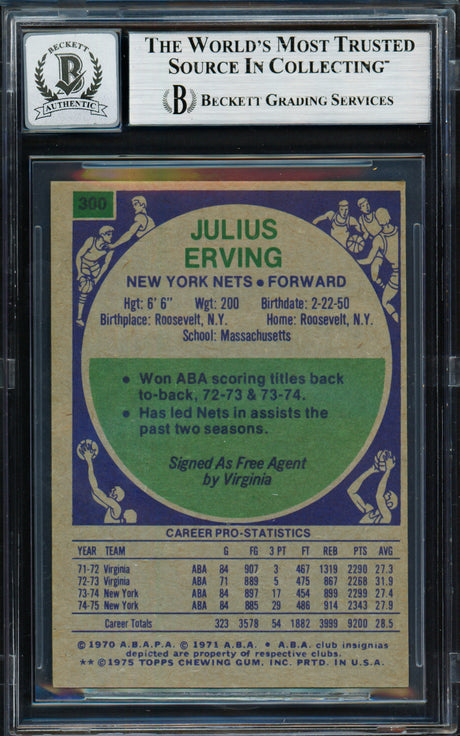 BECKETT
B
AUTHENTIC
THE WORLD'S MOST TRUSTED
SOURCE IN COLLECTING™
B BECKETT GRADING SERVICES
300
JULIUS
ERVING
NEW YORK NETS • FORWARD
Hgt: 6' 6" Wgt: 200 Birthdate: 2-22-50
Birthplace: Roosevelt, N.Y. Home: Roosevelt, N.Y.
School: Massachusetts
• Won ABA scoring titles back
to-back, 72-73 & 73-74.
• Has led Nets in assists the
past two seasons.
Signed As Free Agent
by Virginia
CAREER PRO-STATISTICS
YEAR TEAM G FG 3 PT FT REB PTS AVG
71-72 Virginia ABA 84 907 3 467 1319 2290 27.3
72-73 Virginia ABA 71 889 5 475 867 2268 31.9
73-74 New York ABA 84 897 17 454 899 2299 27.4
74-75 New York ABA 84 885 29 486 914 2343 27.9
Career Totals 323 3578 54 1882 3999 9200 28.5
© 1970 A.B.A.P.A. © 1971 A.B.A. • A.B.A. club insignias
depicted are property of respective clubs.
** © 1975 TOPPS CHEWING GUM, INC. PRTD. IN U.S.A.